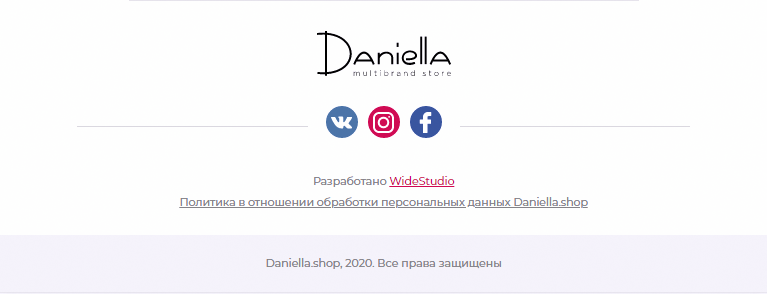 Daniella
multibrand store
Разработано WideStudio
Политика в отношении обработки персональных данных Daniella.shop
Daniella.shop, 2020. Все права защищены